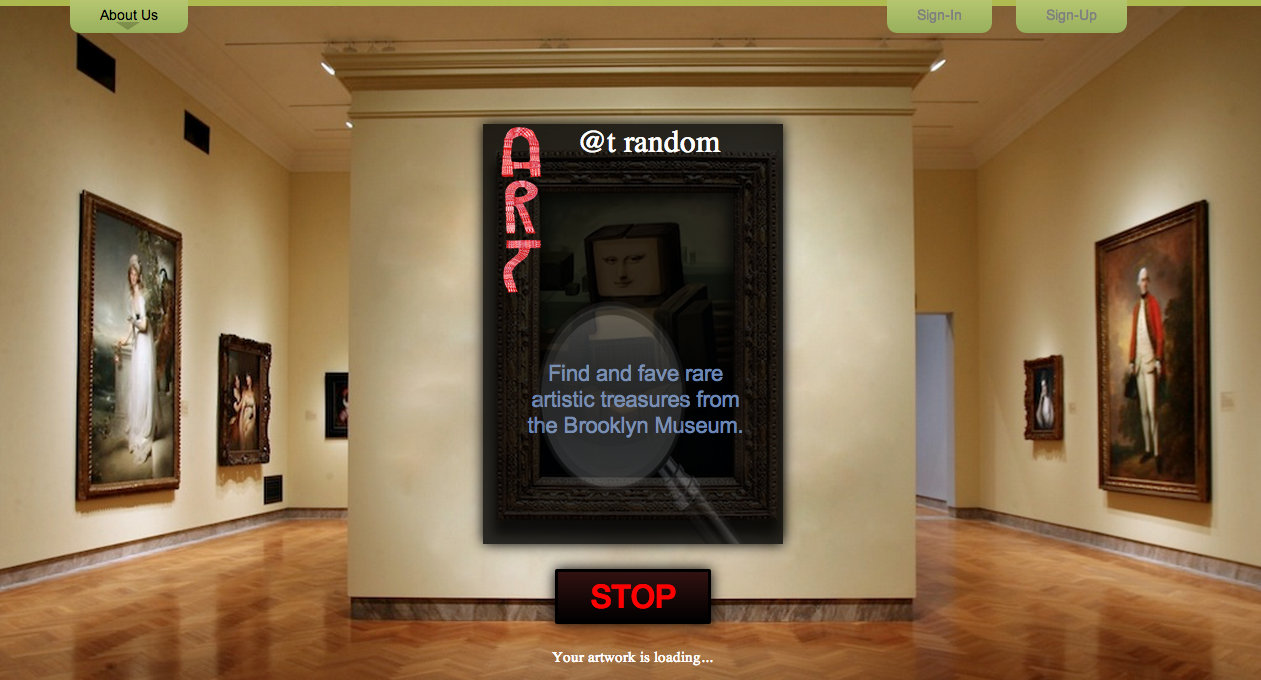 About Us
Sign-In
Sign-Up
ART
@t random
Find and fave rare
artistic treasures from
the Brooklyn Museum.
STOP
Your artwork is loading...